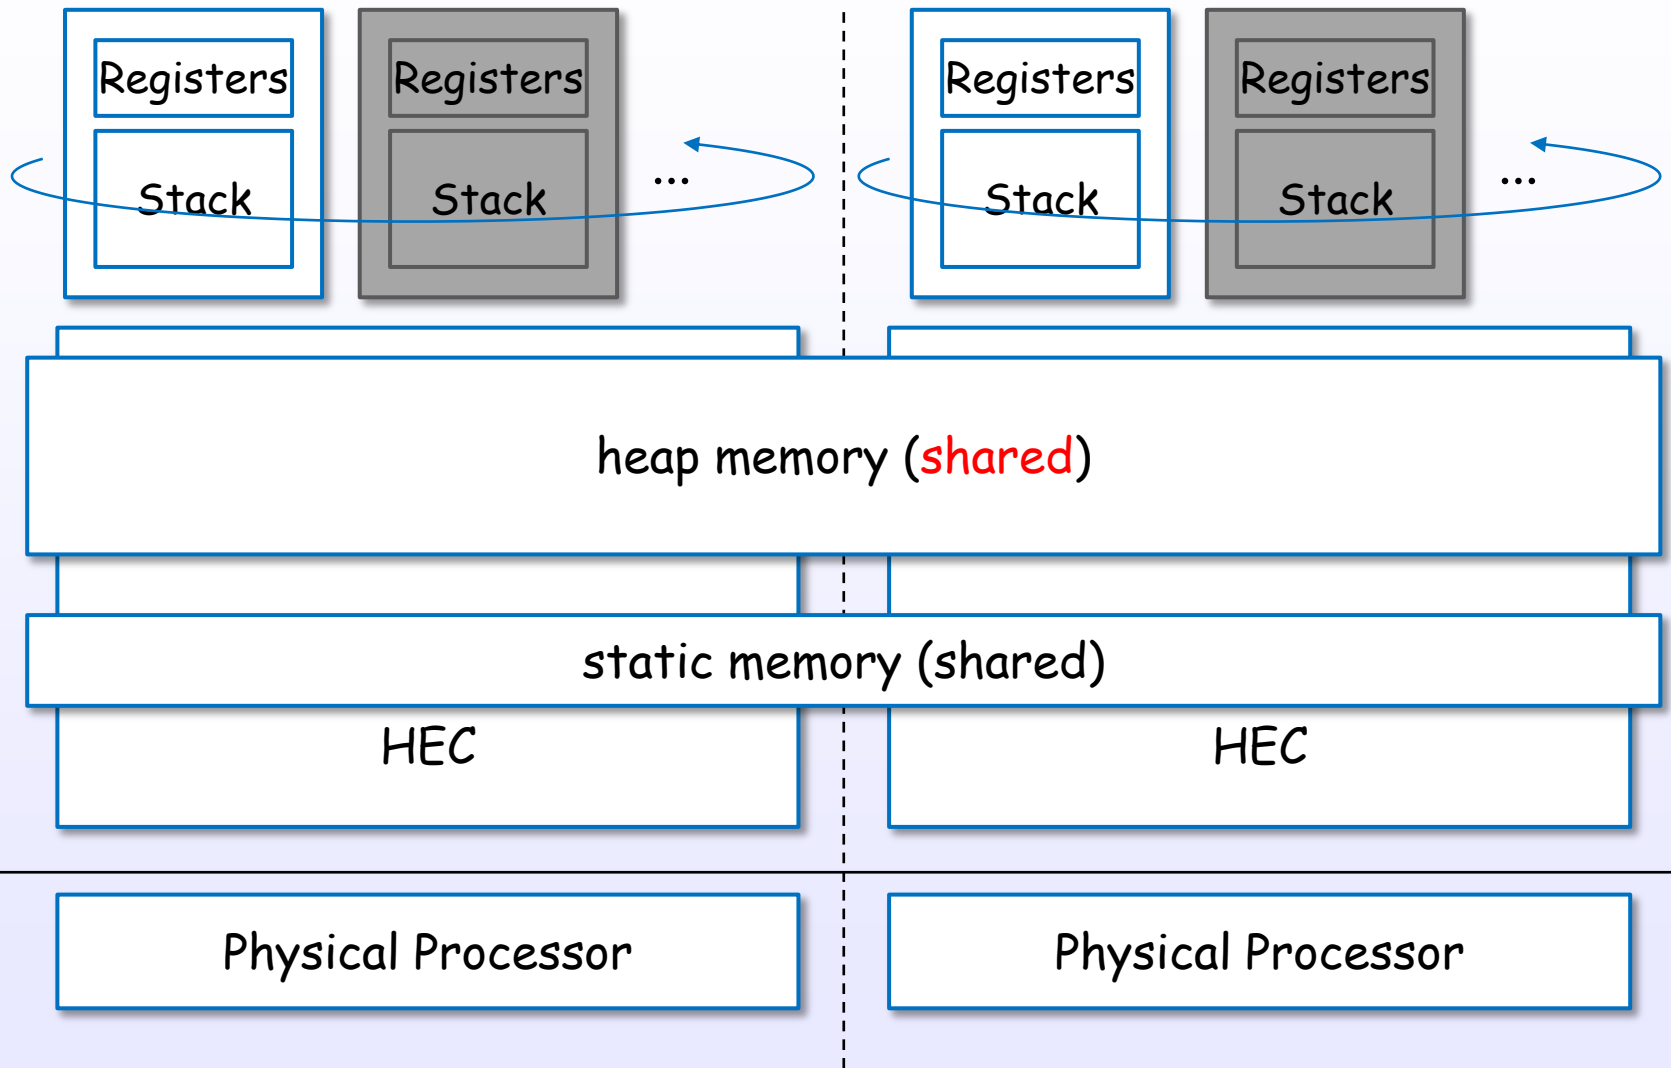 Registers
Registers
Registers
Registers
Stack
Stack
...
Stack
Stack
...
heap memory (shared)
static memory (shared)
HEC
HEC
Physical Processor
Physical Processor